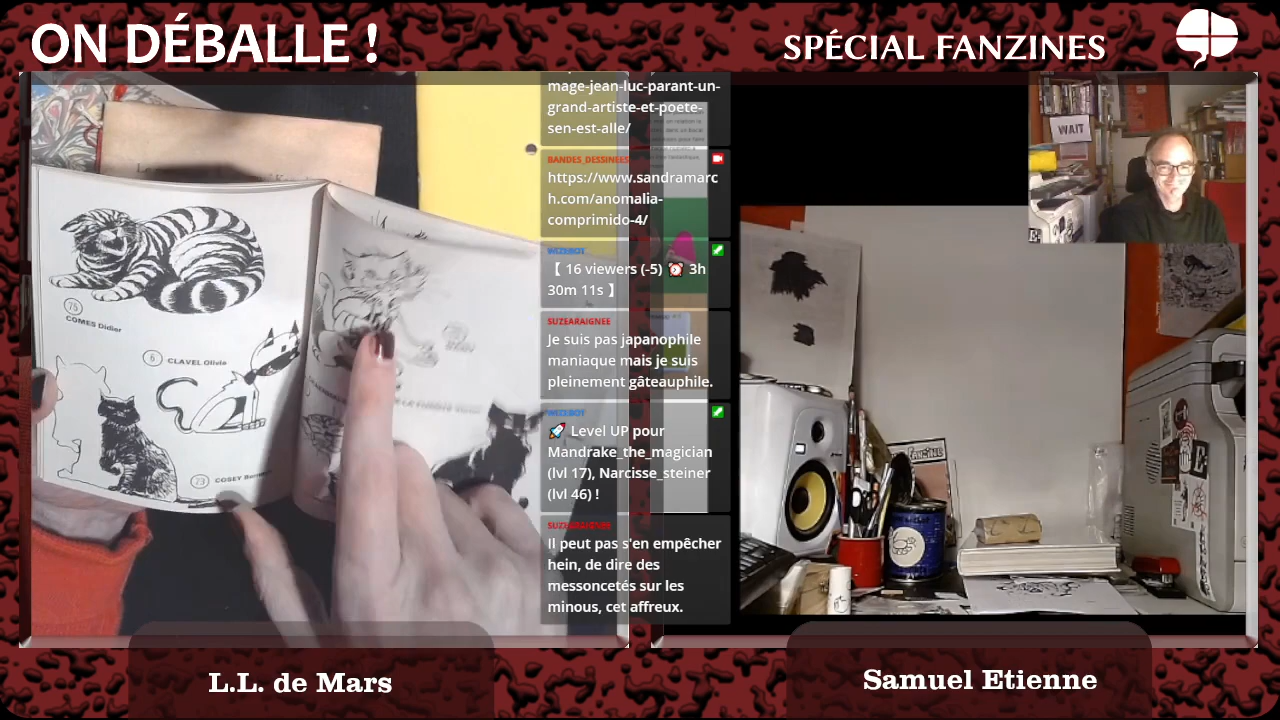 ON DÉBALLE !
SPÉCIAL FANZINES
mage-jean-luc-parant-un-
grand-artiste-et-poete-
sen-est-alle/
BANDES_DESSINEES
https://www.sandramarc
h.com/anomalia-
comprimido-4/
WIZEBOT
【 16 viewers (-5) ⏰ 3h
30m 11s 】
SUZEARAIGNEE
Je suis pas japanophile
maniaque mais je suis
pleinement gâteauphile.
WIZEBOT
🚀 Level UP pour
Mandrake_the_magician
(lvl 17), Narcisse_steiner
(lvl 46) !
SUZEARAIGNEE
Il peut pas s'en empêcher
hein, de dire des
messoncetés sur les
minous, cet affreux.
75
COMES Didier
6 CLAVEL Olivia
73 COSEY
WAIT
FANZINES
L.L. de Mars
Samuel Etienne